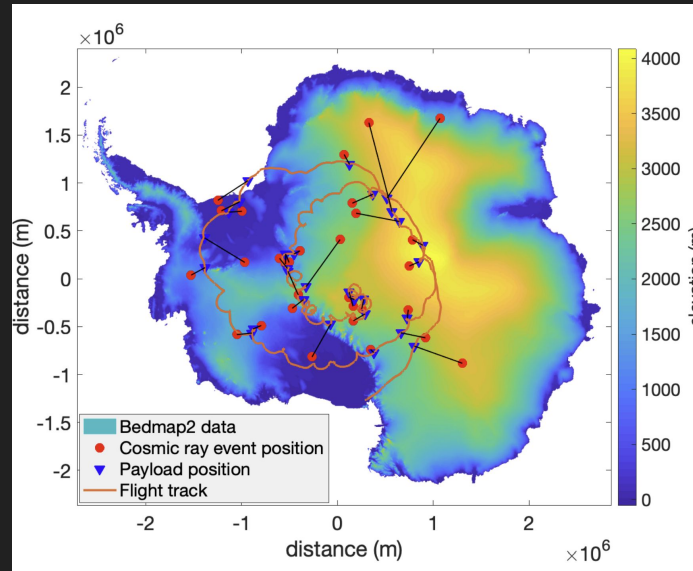 ×10⁶
2
1.5
1
0.5
0
-0.5
-1
-1.5
-2
distance (m)
Bedmap2 data
Cosmic ray event position
Payload position
Flight track
-2 -1 0 1 2
distance (m)
×10⁶
4000
3500
3000
2500
2000
1500
1000
500
0